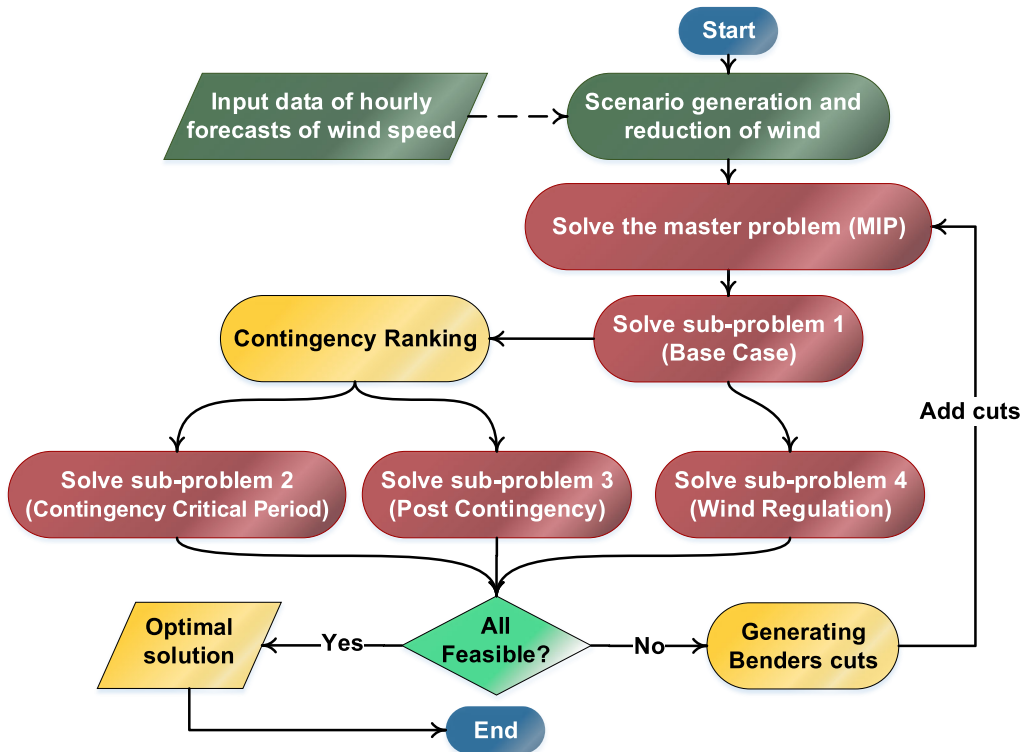 Start
Input data of hourly
forecasts of wind speed
Scenario generation and
reduction of wind
Solve the master problem (MIP)
Contingency Ranking
Solve sub-problem 1
(Base Case)
Add cuts
Solve sub-problem 2
(Contingency Critical Period)
Solve sub-problem 3
(Post Contingency)
Solve sub-problem 4
(Wind Regulation)
Optimal
solution
Yes
All
Feasible?
No
Generating
Benders cuts
End